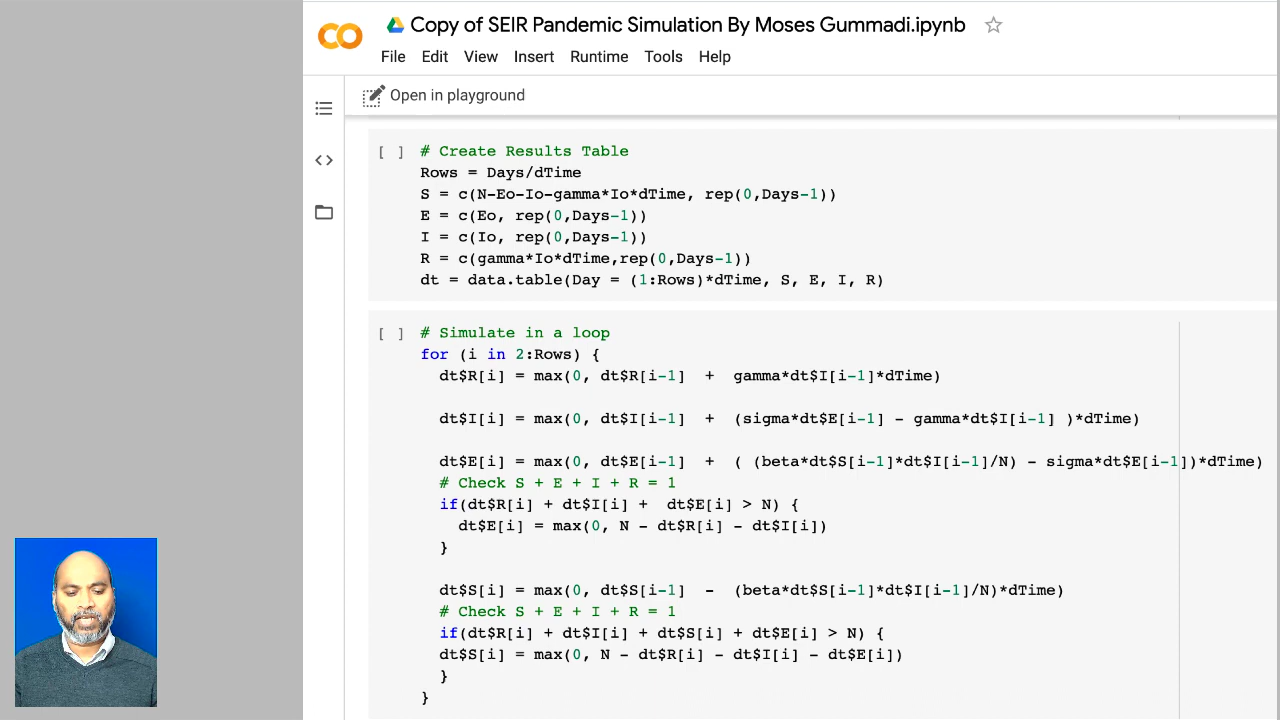 Copy of SEIR Pandemic Simulation By Moses Gummadi.ipynb
File Edit View Insert Runtime Tools Help
Open in playground
[ ] # Create Results Table
Rows = Days/dTime
S = c(N-Eo-Io-gamma*Io*dTime, rep(0,Days-1))
E = c(Eo, rep(0,Days-1))
I = c(Io, rep(0,Days-1))
R = c(gamma*Io*dTime,rep(0,Days-1))
dt = data.table(Day = (1:Rows)*dTime, S, E, I, R)
[ ] # Simulate in a loop
for (i in 2:Rows) {
dt$R[i] = max(0, dt$R[i-1] + gamma*dt$I[i-1]*dTime)
dt$I[i] = max(0, dt$I[i-1] + (sigma*dt$E[i-1] - gamma*dt$I[i-1] )*dTime)
dt$E[i] = max(0, dt$E[i-1] + ( (beta*dt$S[i-1]*dt$I[i-1]/N) - sigma*dt$E[i-1])*dTime)
# Check S + E + I + R = 1
if(dt$R[i] + dt$I[i] + dt$E[i] > N) {
dt$E[i] = max(0, N - dt$R[i] - dt$I[i])
}
dt$S[i] = max(0, dt$S[i-1] - (beta*dt$S[i-1]*dt$I[i-1]/N)*dTime)
# Check S + E + I + R = 1
if(dt$R[i] + dt$I[i] + dt$S[i] + dt$E[i] > N) {
dt$S[i] = max(0, N - dt$R[i] - dt$I[i] - dt$E[i])
}
}